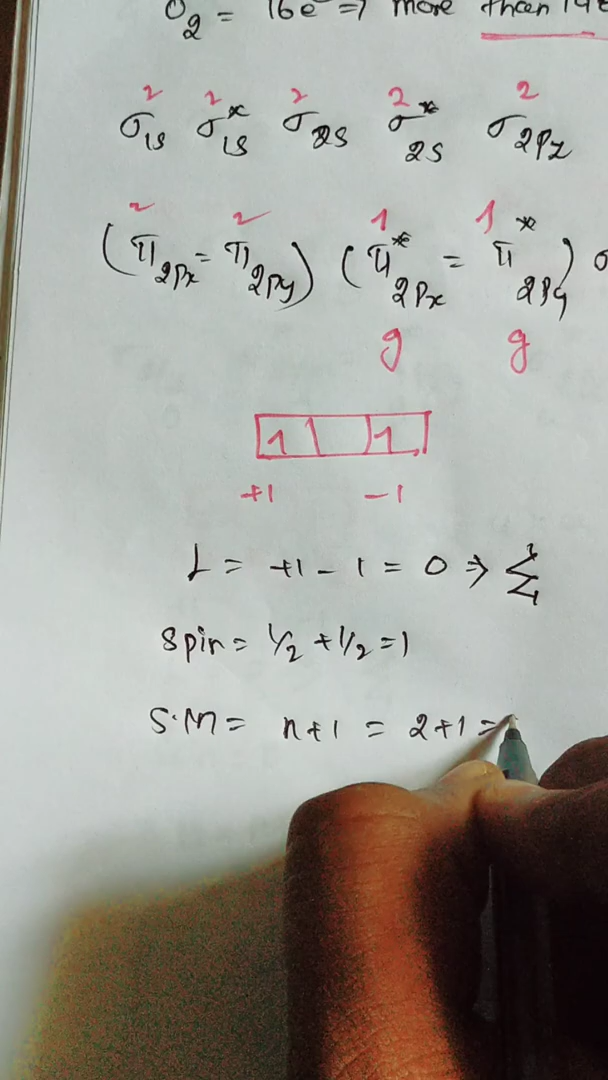 O₂ = 16e⁻ ⇒ more than 14e
σ1s² σ*1s² σ2s² σ*2s² σ2pz²
(π2px² = π2py²) (π*2px¹ = π*2py¹) σ
g g
1 1
+1 -1
L = +1 - 1 = 0 ⇒ Σ
Spin = 1/2 + 1/2 = 1
S.M = n+1 = 2+1 =